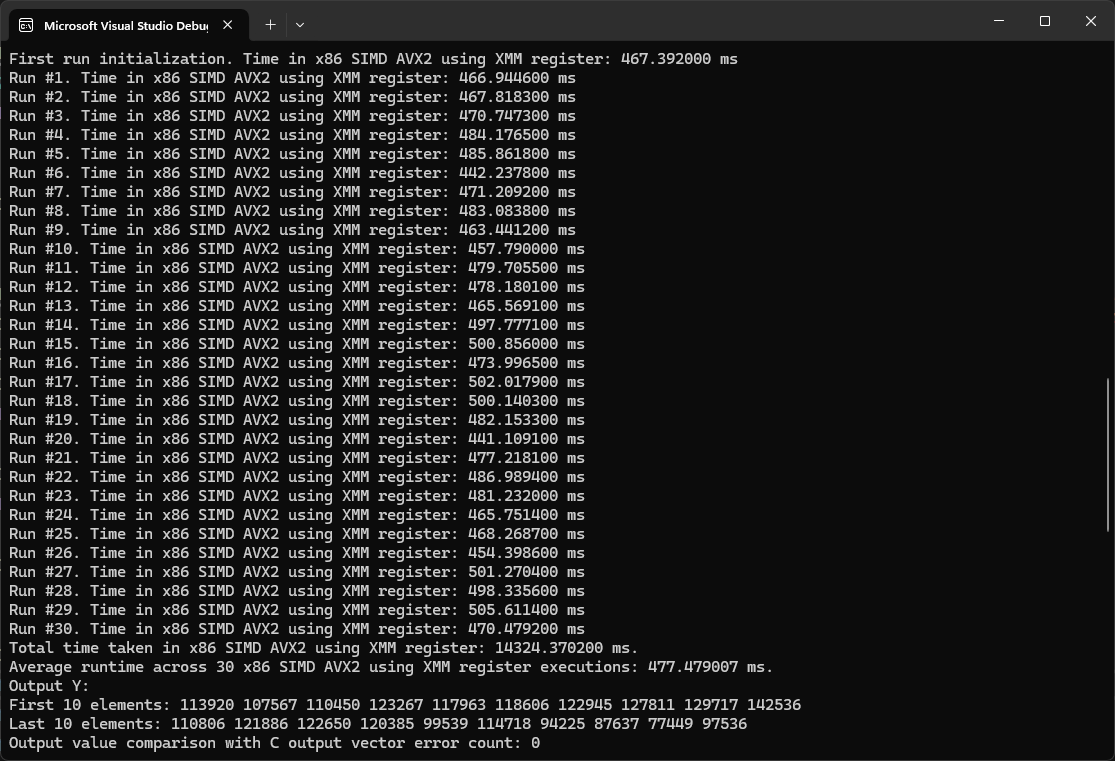 Microsoft Visual Studio Debug
First run initialization. Time in x86 SIMD AVX2 using XMM register: 467.392000 ms
Run #1. Time in x86 SIMD AVX2 using XMM register: 466.944600 ms
Run #2. Time in x86 SIMD AVX2 using XMM register: 467.818300 ms
Run #3. Time in x86 SIMD AVX2 using XMM register: 470.747300 ms
Run #4. Time in x86 SIMD AVX2 using XMM register: 484.176500 ms
Run #5. Time in x86 SIMD AVX2 using XMM register: 485.861800 ms
Run #6. Time in x86 SIMD AVX2 using XMM register: 442.237800 ms
Run #7. Time in x86 SIMD AVX2 using XMM register: 471.209200 ms
Run #8. Time in x86 SIMD AVX2 using XMM register: 483.083800 ms
Run #9. Time in x86 SIMD AVX2 using XMM register: 463.441200 ms
Run #10. Time in x86 SIMD AVX2 using XMM register: 457.790000 ms
Run #11. Time in x86 SIMD AVX2 using XMM register: 479.705500 ms
Run #12. Time in x86 SIMD AVX2 using XMM register: 478.180100 ms
Run #13. Time in x86 SIMD AVX2 using XMM register: 465.569100 ms
Run #14. Time in x86 SIMD AVX2 using XMM register: 497.777100 ms
Run #15. Time in x86 SIMD AVX2 using XMM register: 500.856000 ms
Run #16. Time in x86 SIMD AVX2 using XMM register: 473.996500 ms
Run #17. Time in x86 SIMD AVX2 using XMM register: 502.017900 ms
Run #18. Time in x86 SIMD AVX2 using XMM register: 500.140300 ms
Run #19. Time in x86 SIMD AVX2 using XMM register: 482.153300 ms
Run #20. Time in x86 SIMD AVX2 using XMM register: 441.109100 ms
Run #21. Time in x86 SIMD AVX2 using XMM register: 477.218100 ms
Run #22. Time in x86 SIMD AVX2 using XMM register: 486.989400 ms
Run #23. Time in x86 SIMD AVX2 using XMM register: 481.232000 ms
Run #24. Time in x86 SIMD AVX2 using XMM register: 465.751400 ms
Run #25. Time in x86 SIMD AVX2 using XMM register: 468.268700 ms
Run #26. Time in x86 SIMD AVX2 using XMM register: 454.398600 ms
Run #27. Time in x86 SIMD AVX2 using XMM register: 501.270400 ms
Run #28. Time in x86 SIMD AVX2 using XMM register: 498.335600 ms
Run #29. Time in x86 SIMD AVX2 using XMM register: 505.611400 ms
Run #30. Time in x86 SIMD AVX2 using XMM register: 470.479200 ms
Total time taken in x86 SIMD AVX2 using XMM register: 14324.370200 ms.
Average runtime across 30 x86 SIMD AVX2 using XMM register executions: 477.479007 ms.
Output Y:
First 10 elements: 113920 107567 110450 123267 117963 118606 122945 127811 129717 142536
Last 10 elements: 110806 121886 122650 120385 99539 114718 94225 87637 77449 97536
Output value comparison with C output vector error count: 0